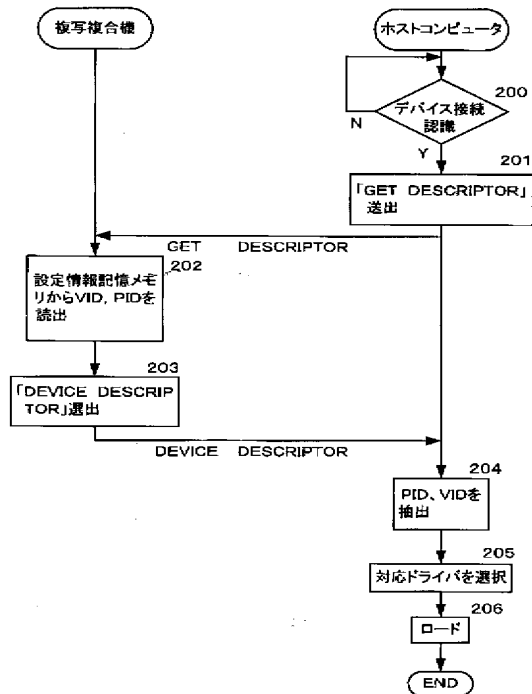 複写複合機
ホストコンピュータ
200
デバイス接続
認識
N
Y
201
「GET DESCRIPTOR」
送出
GET DESCRIPTOR
202
設定情報記憶メモ
リからVID, PIDを
読出
203
「DEVICE DESCRIP
TOR」選出
DEVICE DESCRIPTOR
204
PID、VIDを
抽出
205
対応ドライバを選択
206
ロード
END